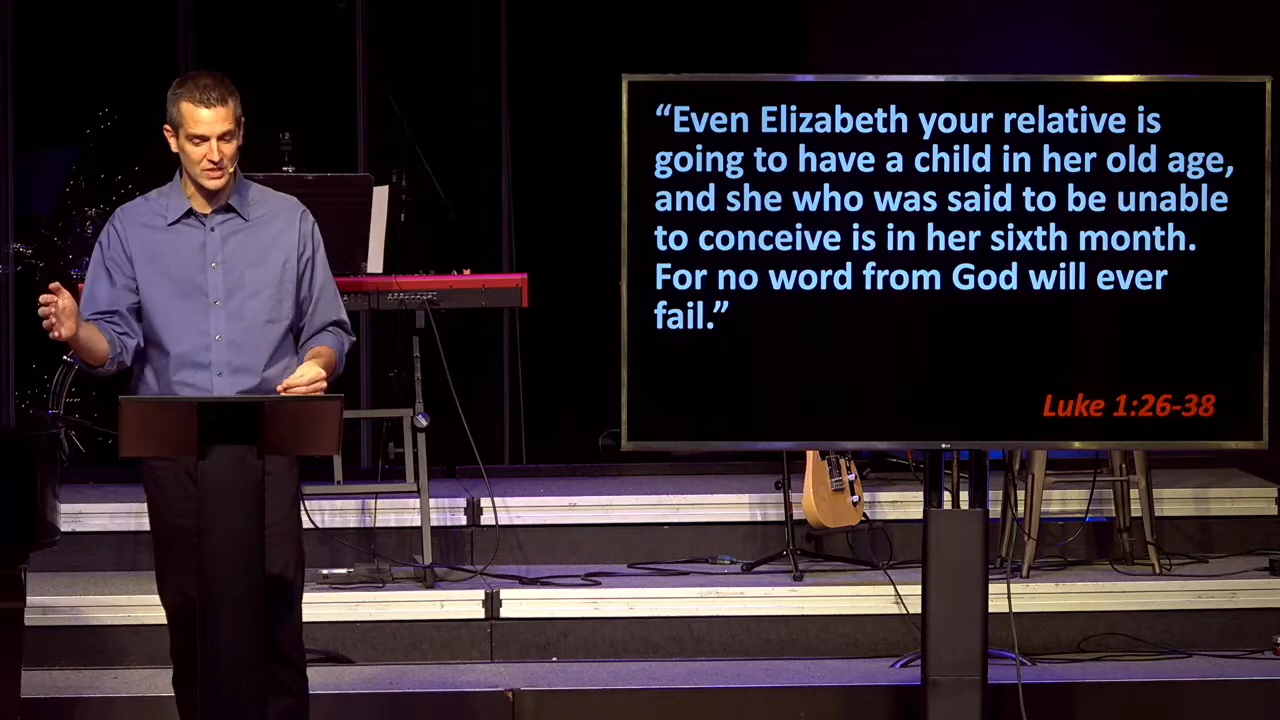 “Even Elizabeth your relative is
going to have a child in her old age,
and she who was said to be unable
to conceive is in her sixth month.
For no word from God will ever
fail.”
Luke 1:26-38
LG